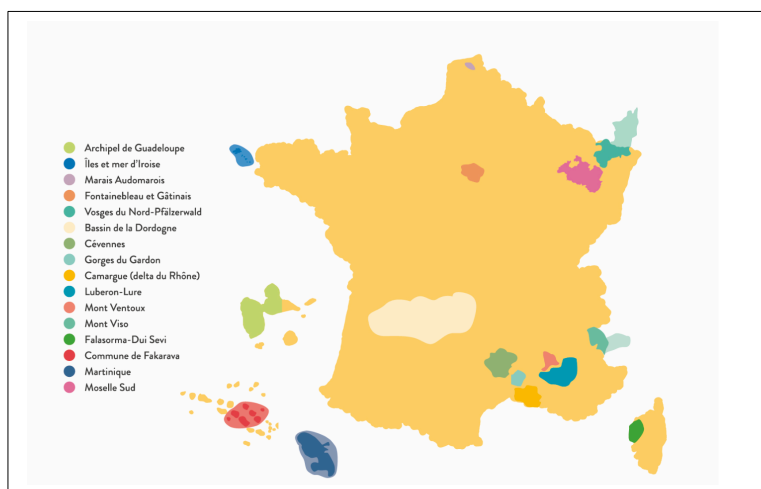 Archipel de Guadeloupe
Îles et mer d'Iroise
Marais Audomarois
Fontainebleau et Gâtinais
Vosges du Nord-Pfälzerwald
Bassin de la Dordogne
Cévennes
Gorges du Gardon
Camargue (delta du Rhône)
Luberon-Lure
Mont Ventoux
Mont Viso
Falasorma-Dui Sevi
Commune de Fakarava
Martinique
Moselle Sud